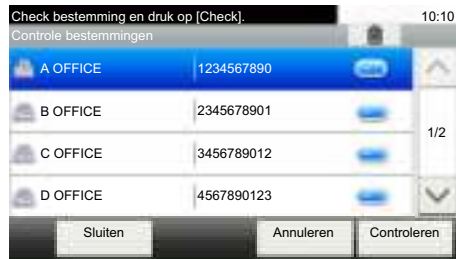 Check bestemming en druk op [Check]. 10:10
Controle bestemmingen
A OFFICE 1234567890
B OFFICE 2345678901
1/2
C OFFICE 3456789012
D OFFICE 4567890123
Sluiten Annuleren Controleren